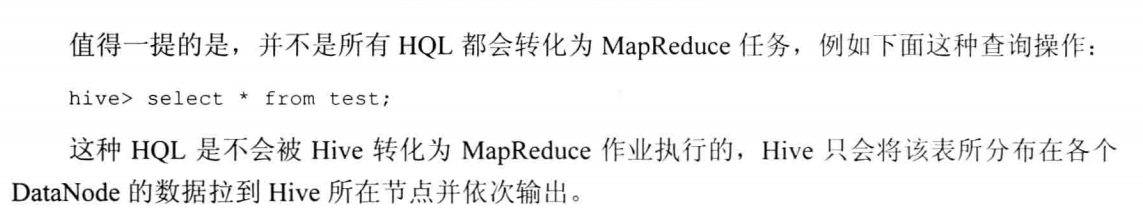 值得一提的是，并不是所有 HQL 都会转化为 MapReduce 任务，例如下面这种查询操作：
hive> select * from test;
这种 HQL 是不会被 Hive 转化为 MapReduce 作业执行的，Hive 只会将该表所分布在各个
DataNode 的数据拉到 Hive 所在节点并依次输出。